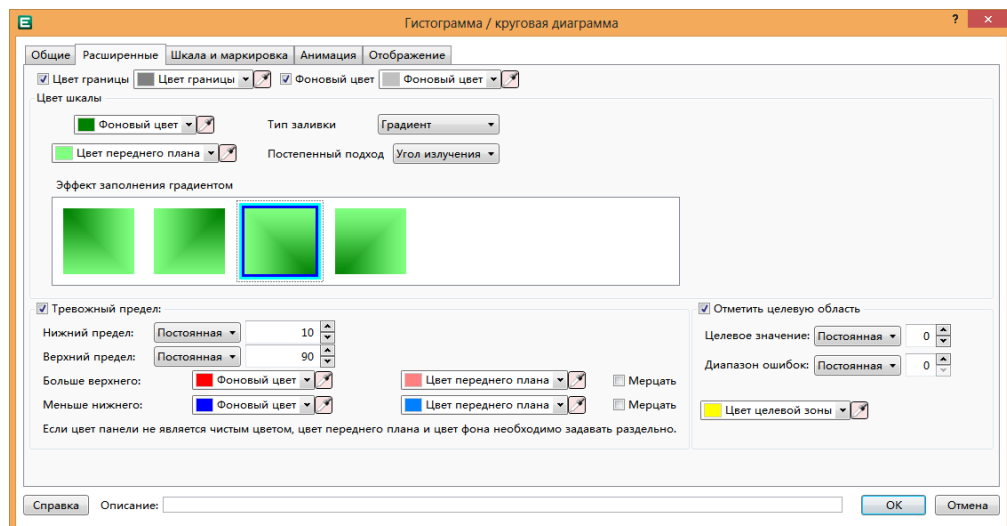 E Гистограмма / круговая диаграмма ? ×
Общие Расширенные Шкала и маркировка Анимация Отображение
Цвет границы Цвет границы Фоновый цвет Фоновый цвет
Цвет шкалы
Фоновый цвет Тип заливки Градиент
Цвет переднего плана Постепенный подход Угол излучения
Эффект заполнения градиентом
Тревожный предел: Отметить целевую область
Нижний предел: Постоянная 10 Целевое значение: Постоянная 0
Верхний предел: Постоянная 90 Диапазон ошибок: Постоянная 0
Больше верхнего: Фоновый цвет Цвет переднего плана Мерцать
Меньше нижнего: Фоновый цвет Цвет переднего плана Мерцать Цвет целевой зоны
Если цвет панели не является чистым цветом, цвет переднего плана и цвет фона необходимо задавать раздельно.
Справка Описание: OK Отмена